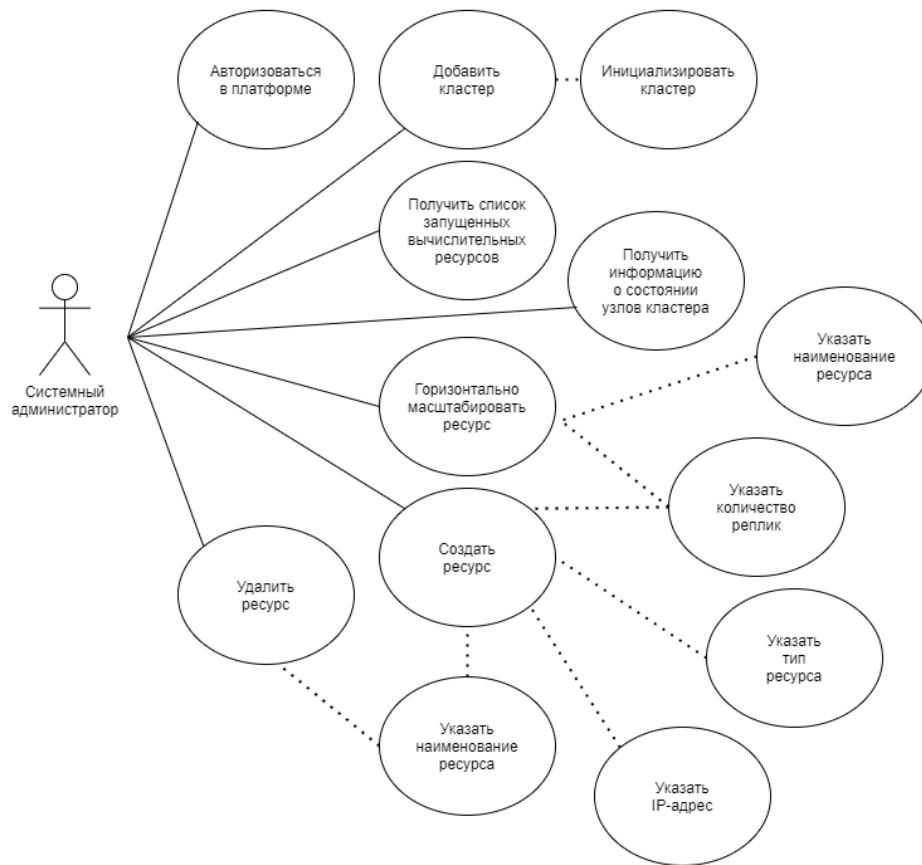 Авторизоваться
в платформе
Добавить
кластер
Инициализировать
кластер
Получить список
запущенных
вычислительных
ресурсов
Получить
информацию
о состоянии
узлов кластера
Системный
администратор
Указать
наименование
ресурса
Горизонтально
масштабировать
ресурс
Указать
количество
реплик
Создать
ресурс
Удалить
ресурс
Указать
тип
ресурса
Указать
наименование
ресурса
Указать
IP-адрес